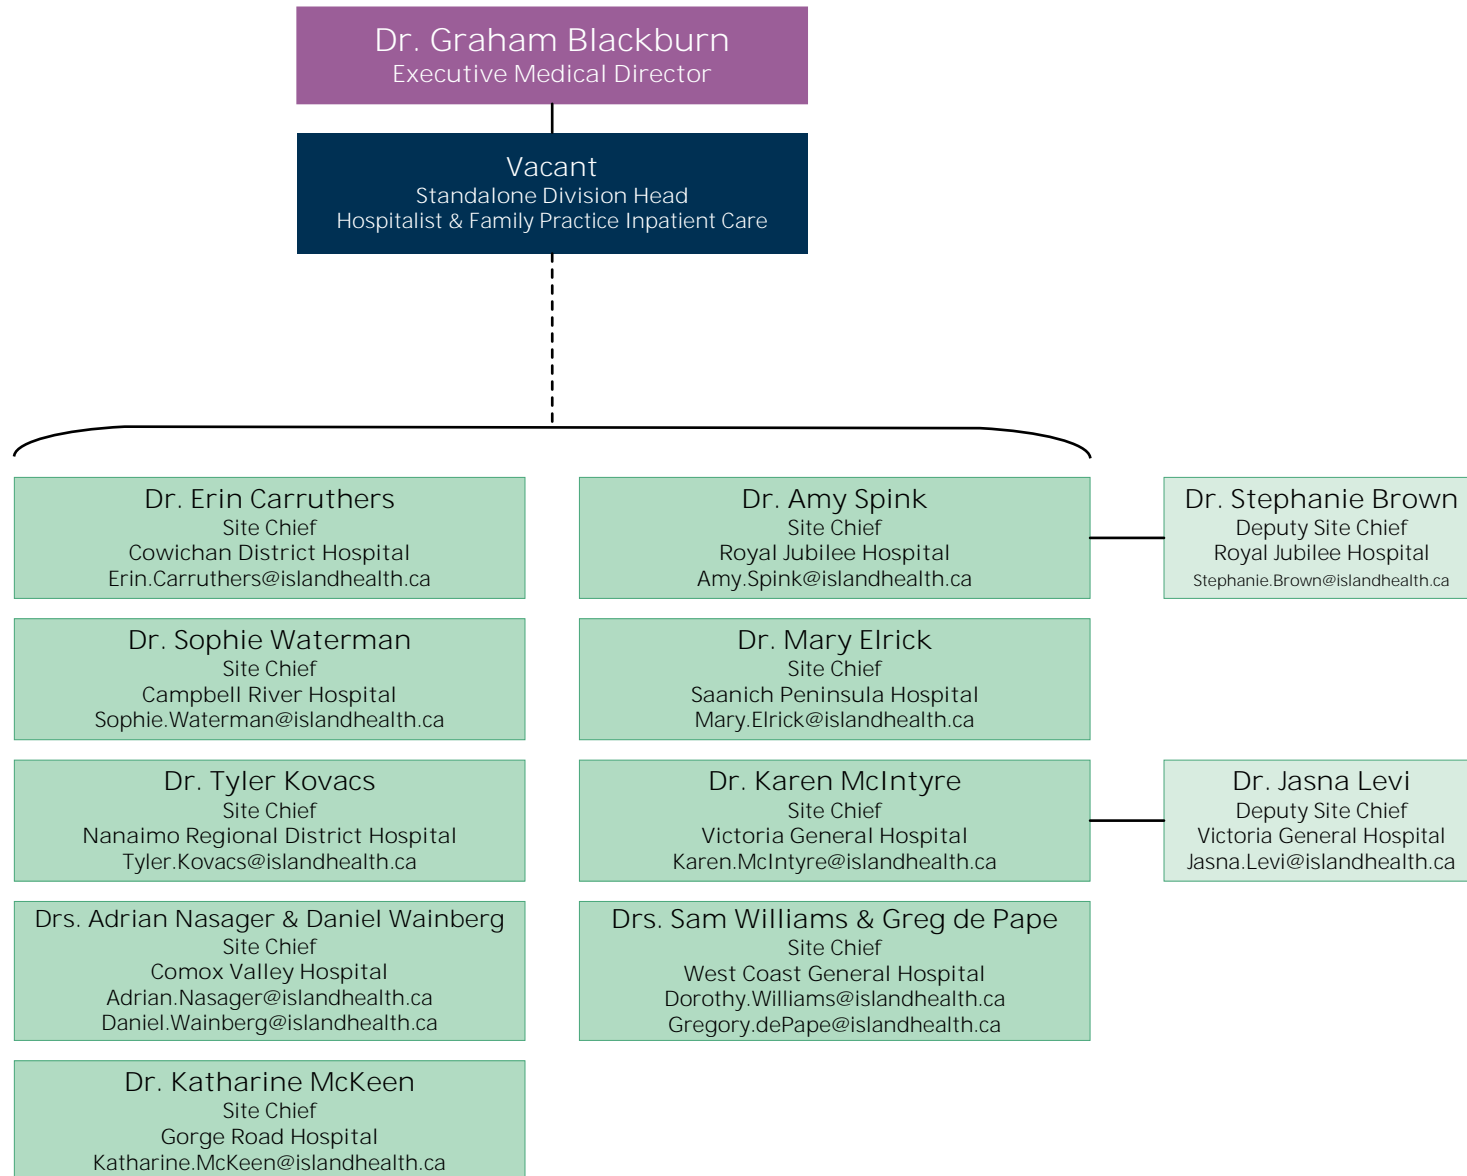 Dr. Graham Blackburn
Executive Medical Director
Vacant
Standalone Division Head
Hospitalist & Family Practice Inpatient Care
Dr. Erin Carruthers
Site Chief
Cowichan District Hospital
Erin.Carruthers@islandhealth.ca
Dr. Amy Spink
Site Chief
Royal Jubilee Hospital
Amy.Spink@islandhealth.ca
Dr. Stephanie Brown
Deputy Site Chief
Royal Jubilee Hospital
Stephanie.Brown@islandhealth.ca
Dr. Sophie Waterman
Site Chief
Campbell River Hospital
Sophie.Waterman@islandhealth.ca
Dr. Mary Elrick
Site Chief
Saanich Peninsula Hospital
Mary.Elrick@islandhealth.ca
Dr. Tyler Kovacs
Site Chief
Nanaimo Regional District Hospital
Tyler.Kovacs@islandhealth.ca
Dr. Karen McIntyre
Site Chief
Victoria General Hospital
Karen.McIntyre@islandhealth.ca
Dr. Jasna Levi
Deputy Site Chief
Victoria General Hospital
Jasna.Levi@islandhealth.ca
Drs. Adrian Nasager & Daniel Wainberg
Site Chief
Comox Valley Hospital
Adrian.Nasager@islandhealth.ca
Daniel.Wainberg@islandhealth.ca
Drs. Sam Williams & Greg de Pape
Site Chief
West Coast General Hospital
Dorothy.Williams@islandhealth.ca
Gregory.dePape@islandhealth.ca
Dr. Katharine McKeen
Site Chief
Gorge Road Hospital
Katharine.McKeen@islandhealth.ca